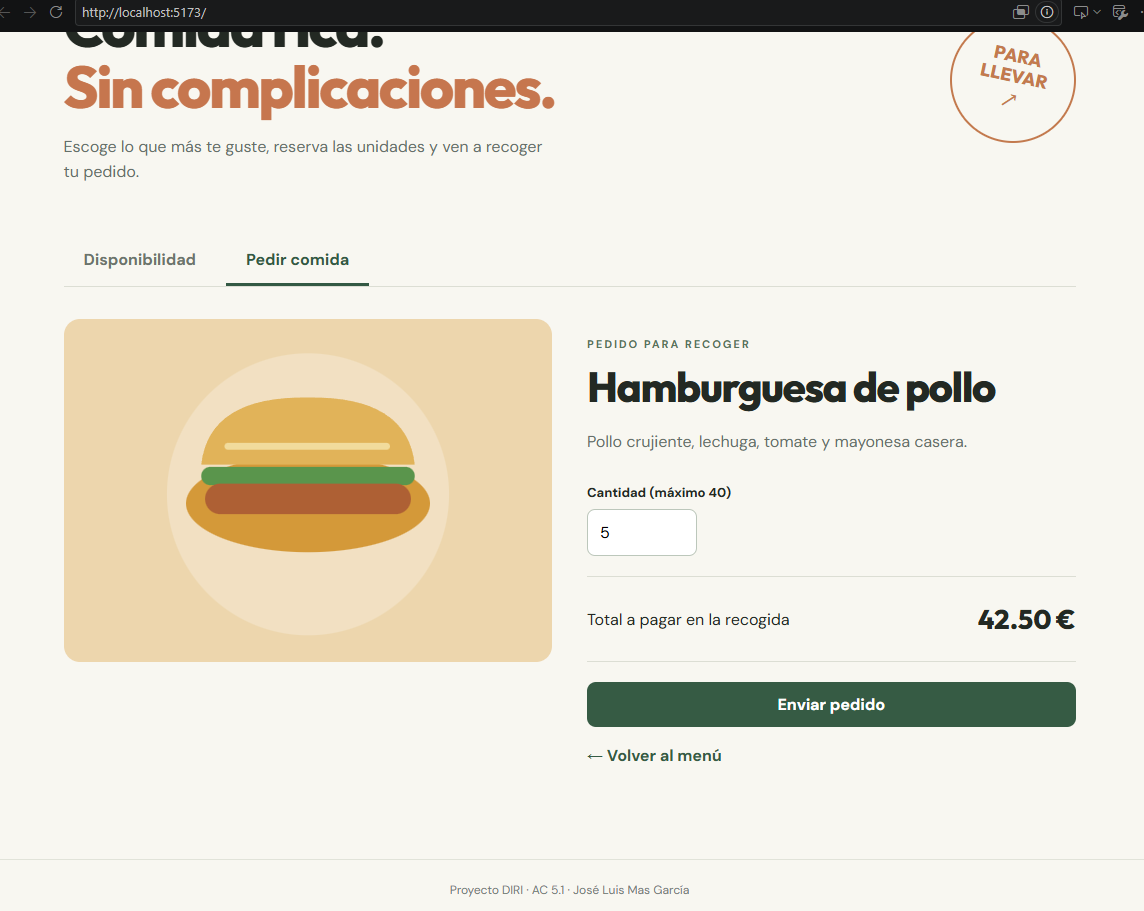 http://localhost:5173/
Comida rica.
Sin complicaciones.
PARA
LLEVAR
↗
Escoge lo que más te guste, reserva las unidades y ven a recoger
tu pedido.
Disponibilidad
Pedir comida
PEDIDO PARA RECOGER
Hamburguesa de pollo
Pollo crujiente, lechuga, tomate y mayonesa casera.
Cantidad (máximo 40)
5
Total a pagar en la recogida
42.50 €
Enviar pedido
← Volver al menú
Proyecto DIRI · AC 5.1 · José Luis Mas García